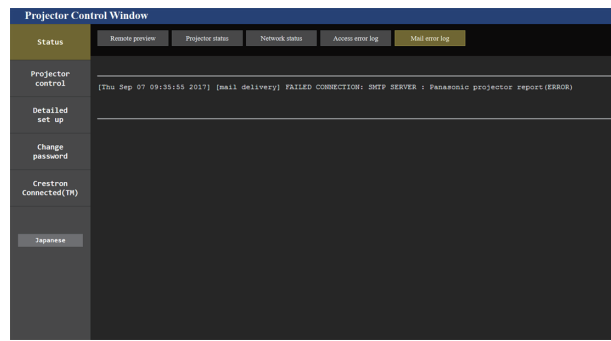 Projector Control Window
Status
Remote preview
Projector status
Network status
Access error log
Mail error log
Projector
control
[Thu Sep 07 09:35:55 2017] [mail delivery] FAILED CONNECTION: SMTP SERVER : Panasonic projector report(ERROR)
Detailed
set up
Change
password
Crestron
Connected(TM)
Japanese